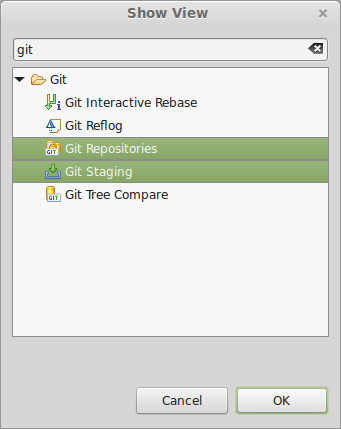 Show View
git
Git
Git Interactive Rebase
Git Reflog
Git Repositories
Git Staging
Git Tree Compare
Cancel OK